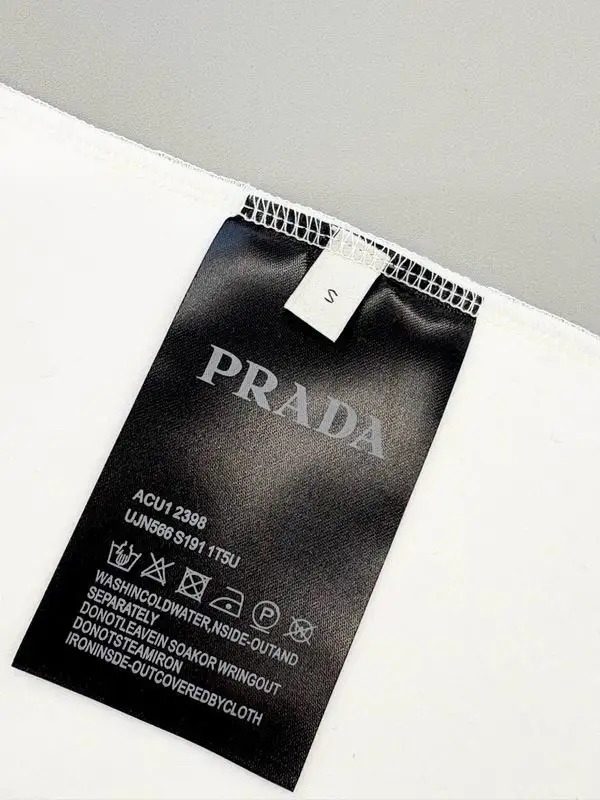 S
PRADA
ACU1 2398
UJN566 S191 1T5U
P
WASHINCOLDWATER,NSIDE-OUTAND
SEPARATELY
DONOTLEAVEIN SOAKOR WRINGOUT
DONOTSTEAMIRON
IRONINSDE-OUTCOVEREDBYCLOTH